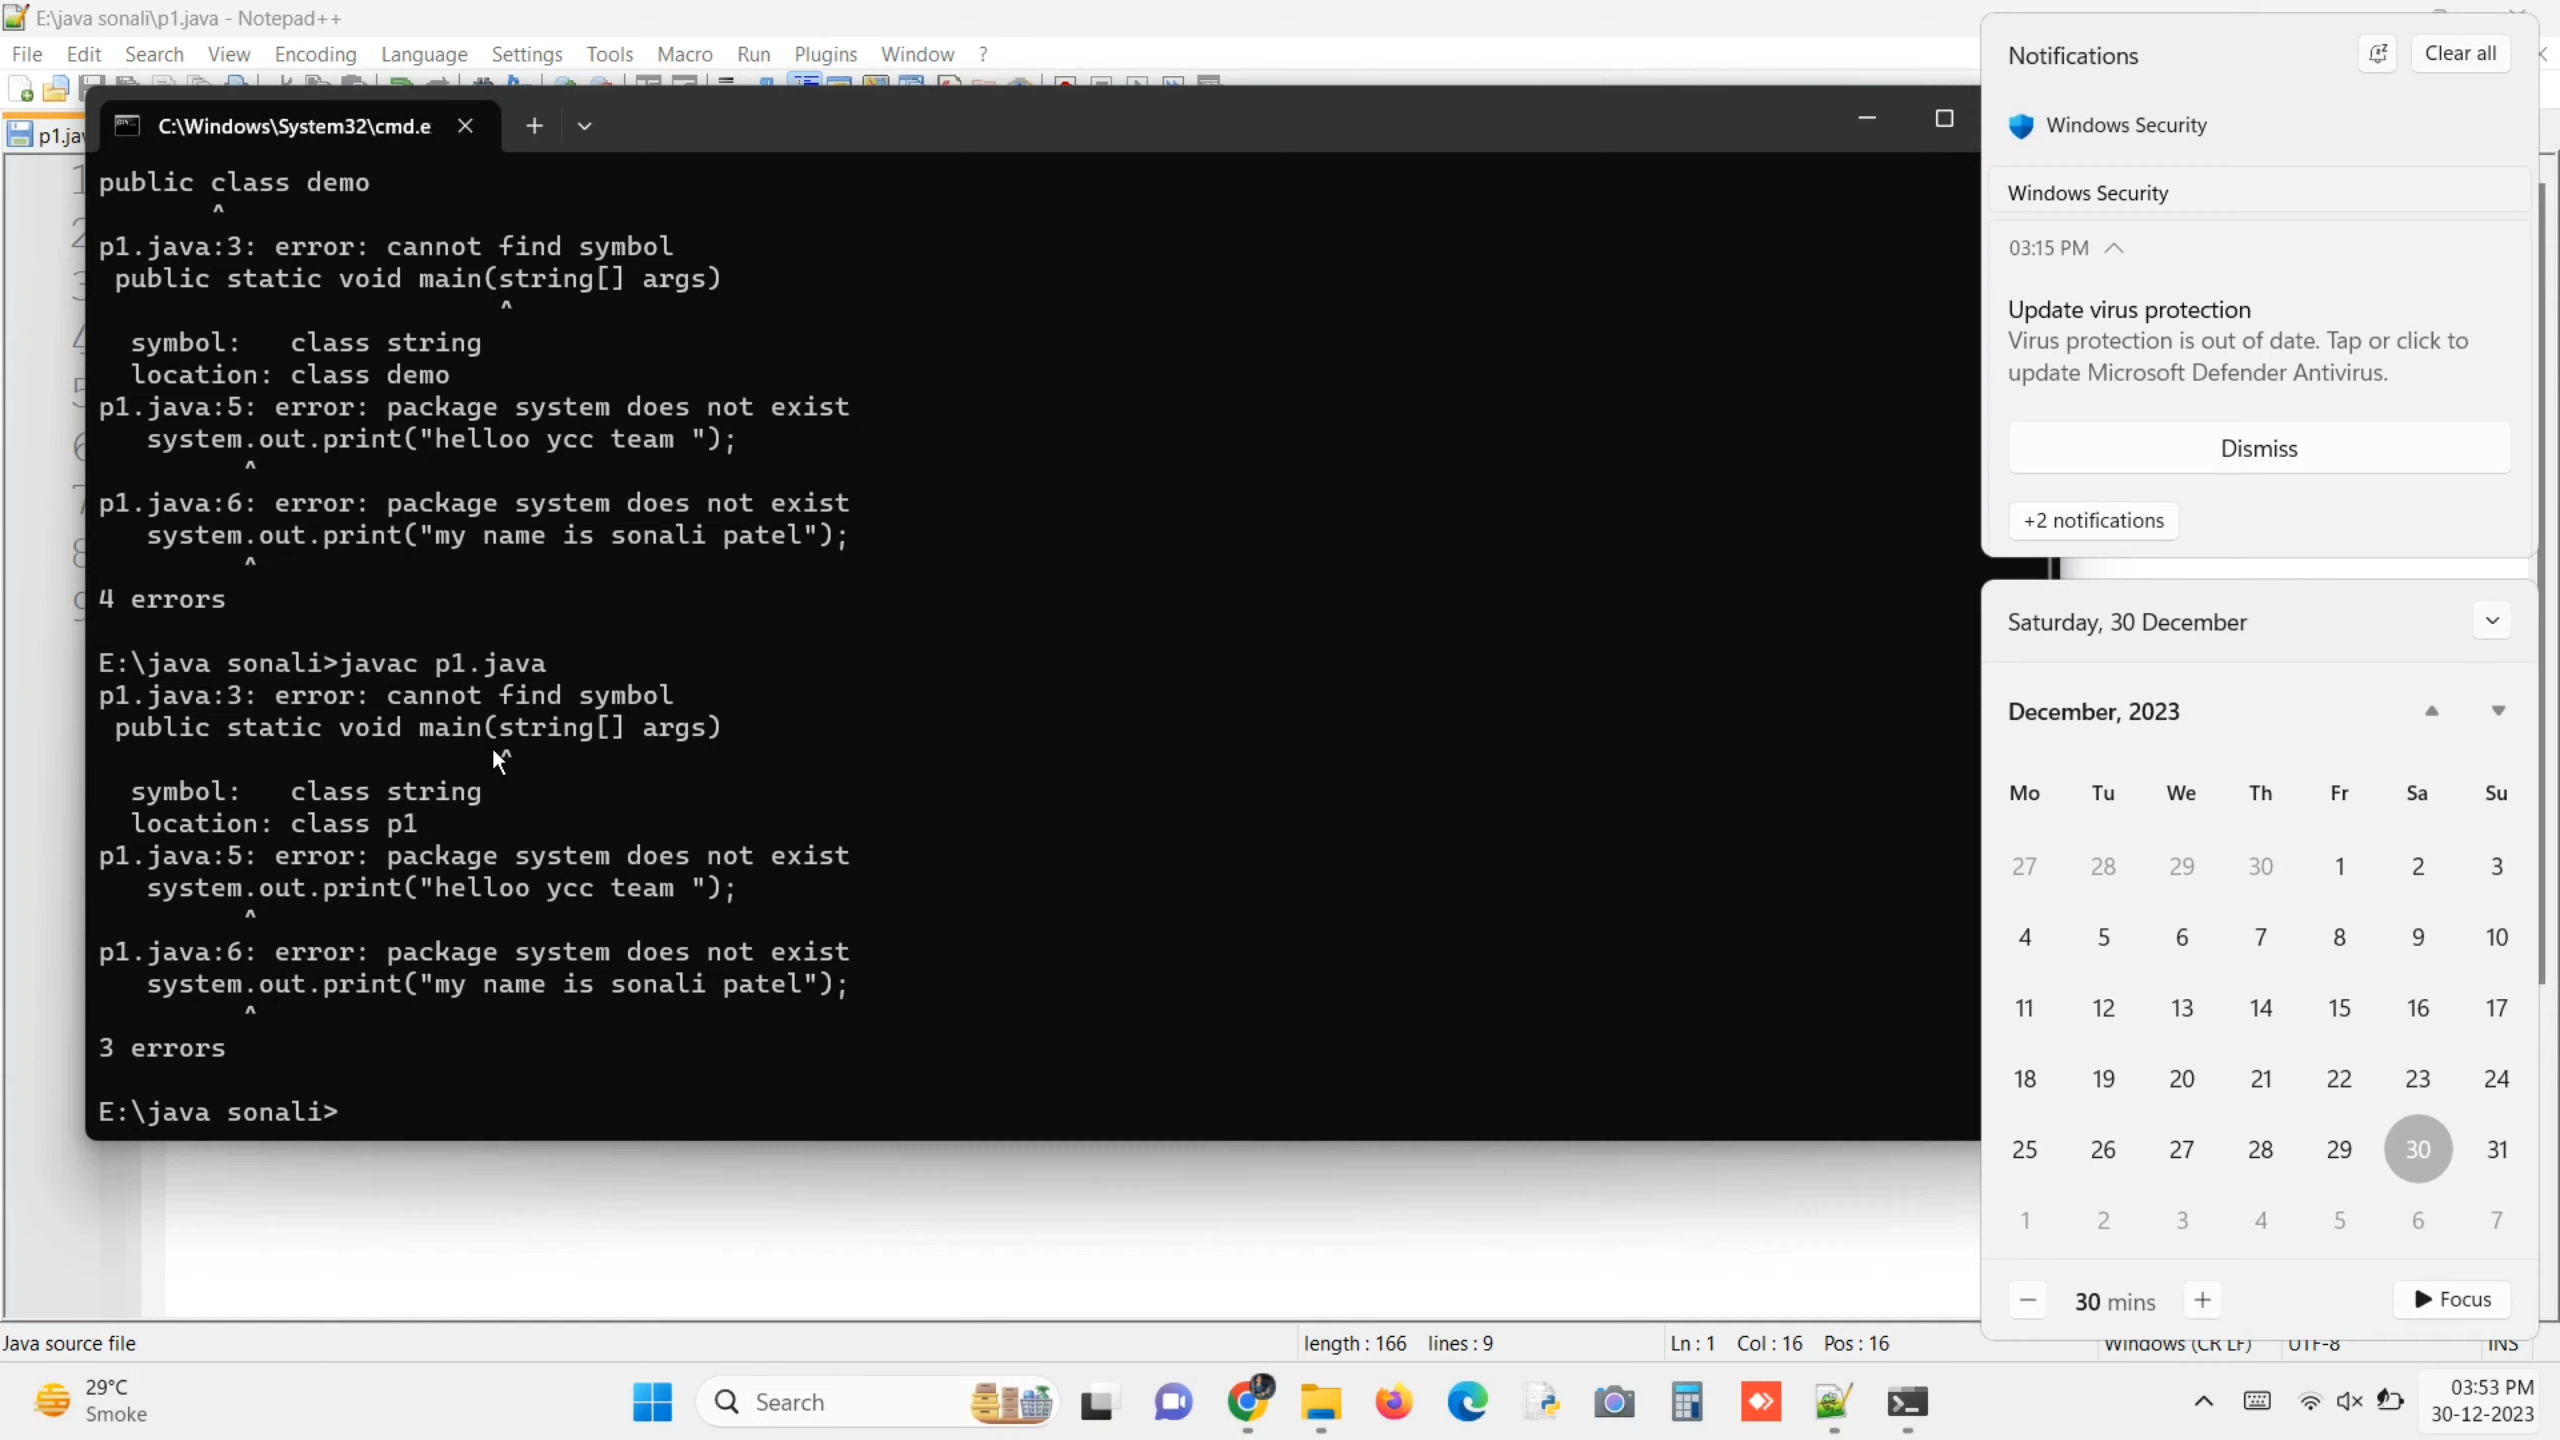 E:\java sonali\p1.java - Notepad++
File Edit Search View Encoding Language Settings Tools Macro Run Plugins Window ?
C:\Windows\System32\cmd.e
public class demo
^
p1.java:3: error: cannot find symbol
public static void main(string[] args)
^
symbol: class string
location: class demo
p1.java:5: error: package system does not exist
system.out.print("helloo ycc team ");
^
p1.java:6: error: package system does not exist
system.out.print("my name is sonali patel");
^
4 errors
E:\java sonali>javac p1.java
p1.java:3: error: cannot find symbol
public static void main(string[] args)
^
symbol: class string
location: class p1
p1.java:5: error: package system does not exist
system.out.print("helloo ycc team ");
^
p1.java:6: error: package system does not exist
system.out.print("my name is sonali patel");
^
3 errors
E:\java sonali>
Notifications Clear all
Windows Security
Windows Security
03:15 PM
Update virus protection
Virus protection is out of date. Tap or click to
update Microsoft Defender Antivirus.
Dismiss
+2 notifications
Saturday, 30 December
December, 2023
Mo Tu We Th Fr Sa Su
27 28 29 30 1 2 3
4 5 6 7 8 9 10
11 12 13 14 15 16 17
18 19 20 21 22 23 24
25 26 27 28 29 30 31
1 2 3 4 5 6 7
30 mins Focus
Java source file length : 166 lines : 9 Ln : 1 Col : 16 Pos : 16 Windows (CR LF) UTF-8 INS
29°C
Smoke
Search
03:53 PM
30-12-2023